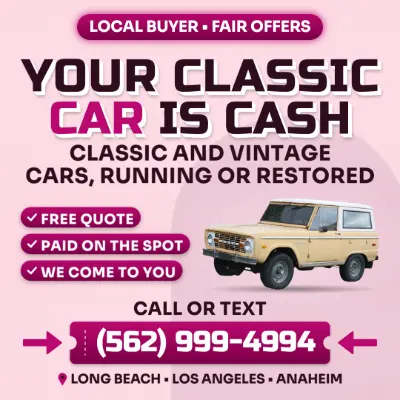 LOCAL BUYER • FAIR OFFERS
YOUR CLASSIC
CAR IS CASH
CLASSIC AND VINTAGE
CARS, RUNNING OR RESTORED
✓ FREE QUOTE
✓ PAID ON THE SPOT
✓ WE COME TO YOU
CALL OR TEXT
(562) 999-4994
LONG BEACH • LOS ANGELES • ANAHEIM